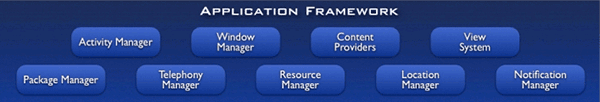 APPLICATION FRAMEWORK
Activity Manager
Window
Manager
Content
Providers
View
System
Package Manager
Telephony
Manager
Resource
Manager
Location
Manager
Notification
Manager